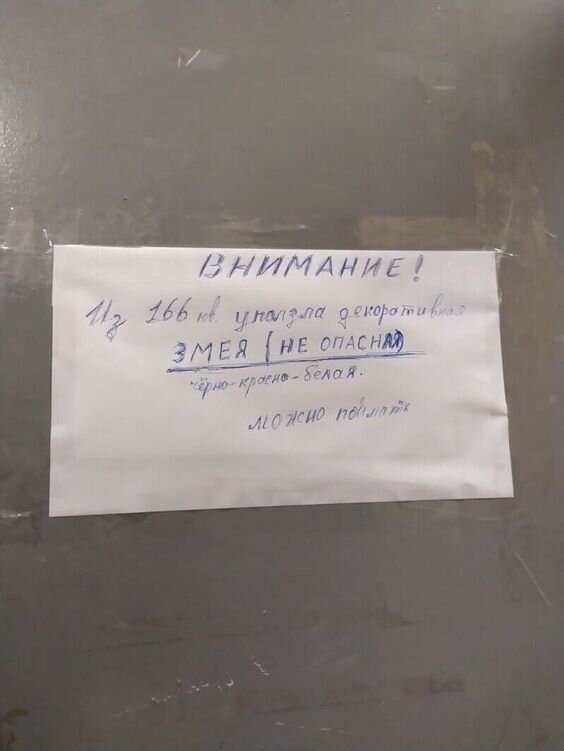 ВНИМАНИЕ!
Из 166 кв. уползла декоративная
ЗМЕЯ (НЕ ОПАСНАЯ)
чёрно-красно-белая.
можно поймать